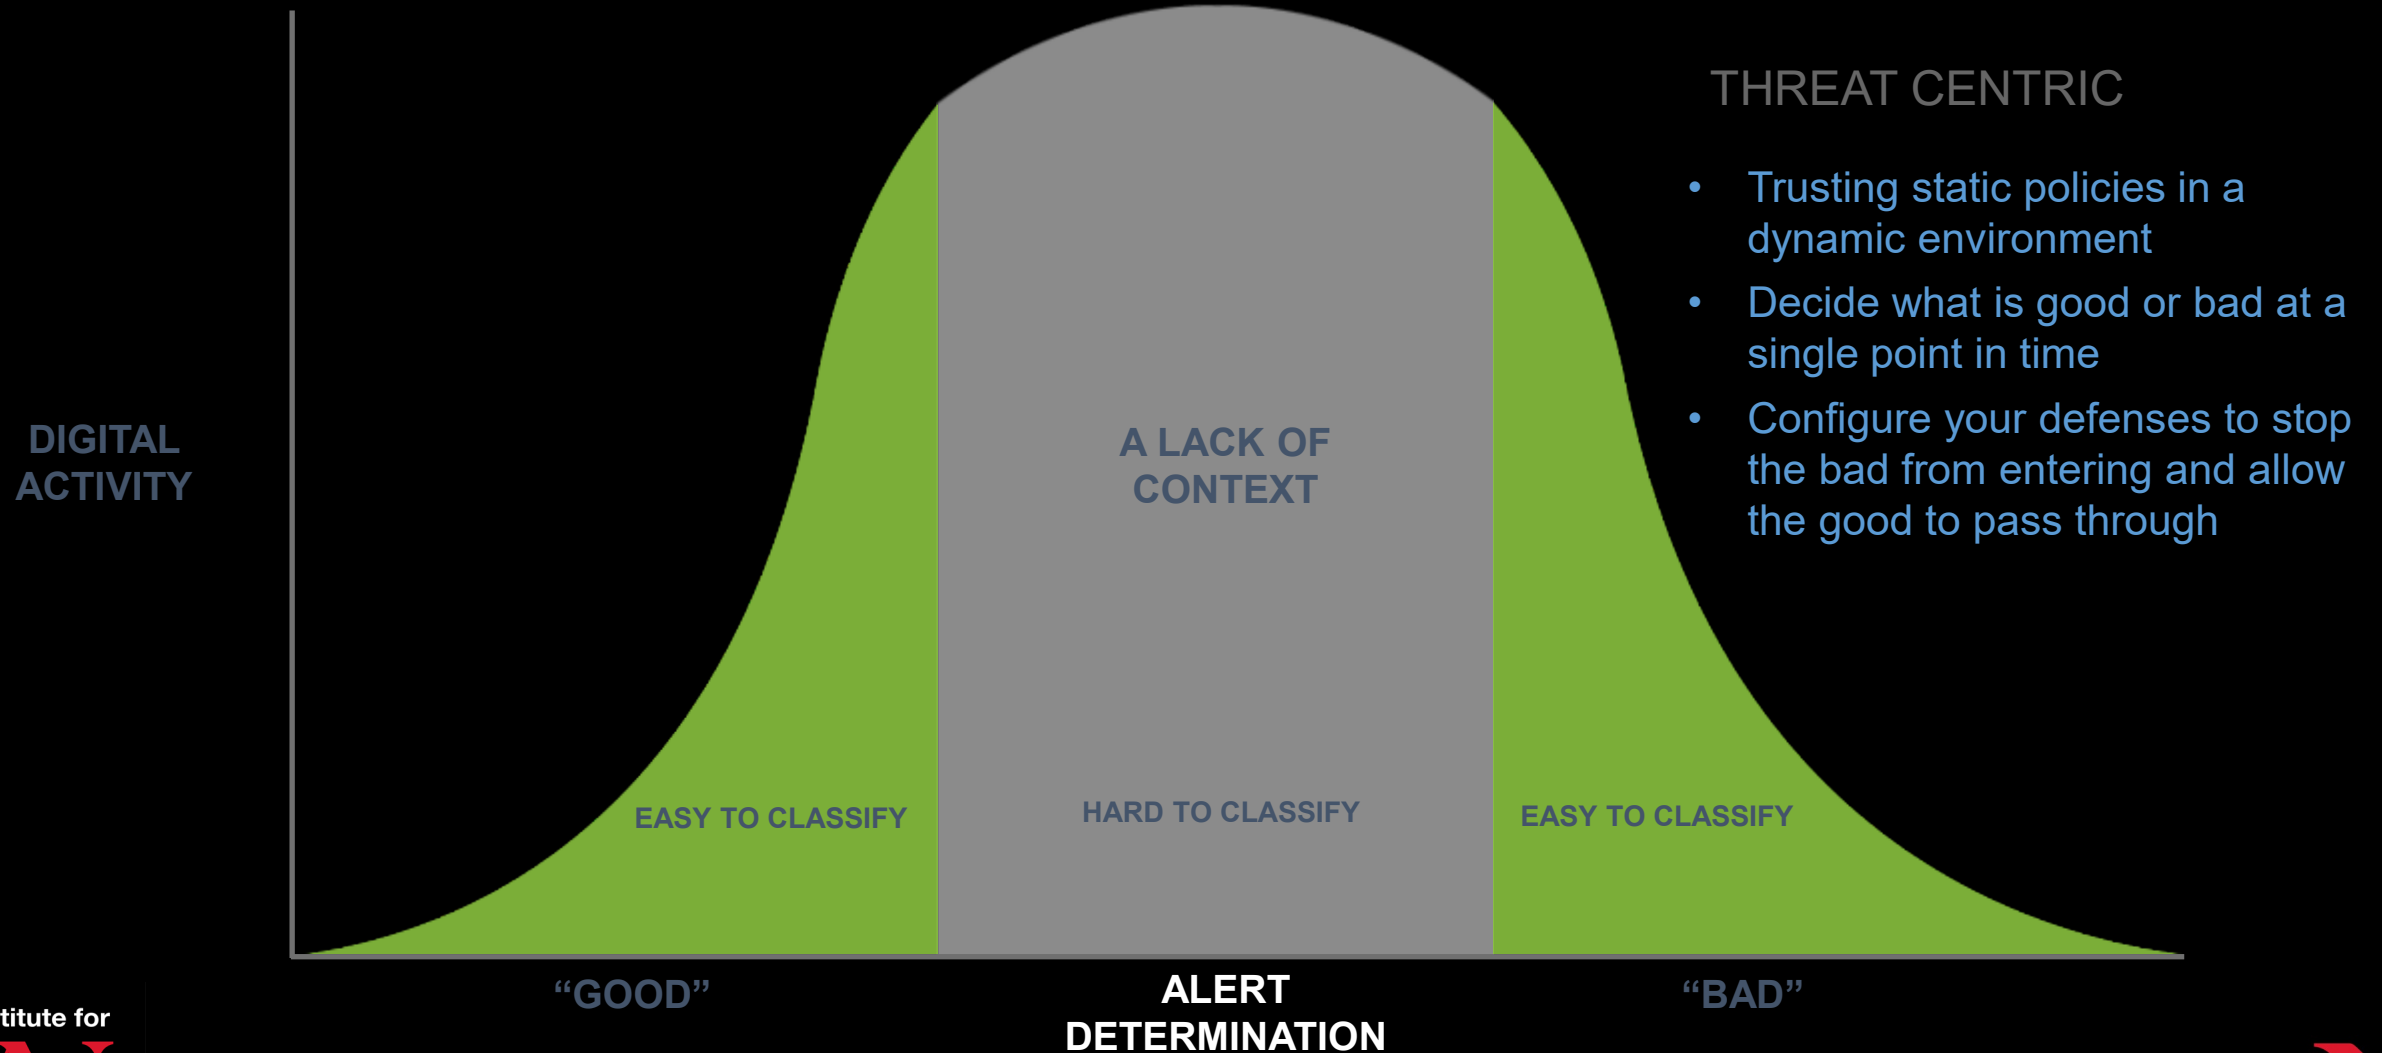 THREAT CENTRIC
• Trusting static policies in a
dynamic environment
• Decide what is good or bad at a
single point in time
• Configure your defenses to stop
the bad from entering and allow
the good to pass through
DIGITAL
ACTIVITY
A LACK OF
CONTEXT
EASY TO CLASSIFY
HARD TO CLASSIFY
EASY TO CLASSIFY
“GOOD”
ALERT
DETERMINATION
“BAD”
titute for